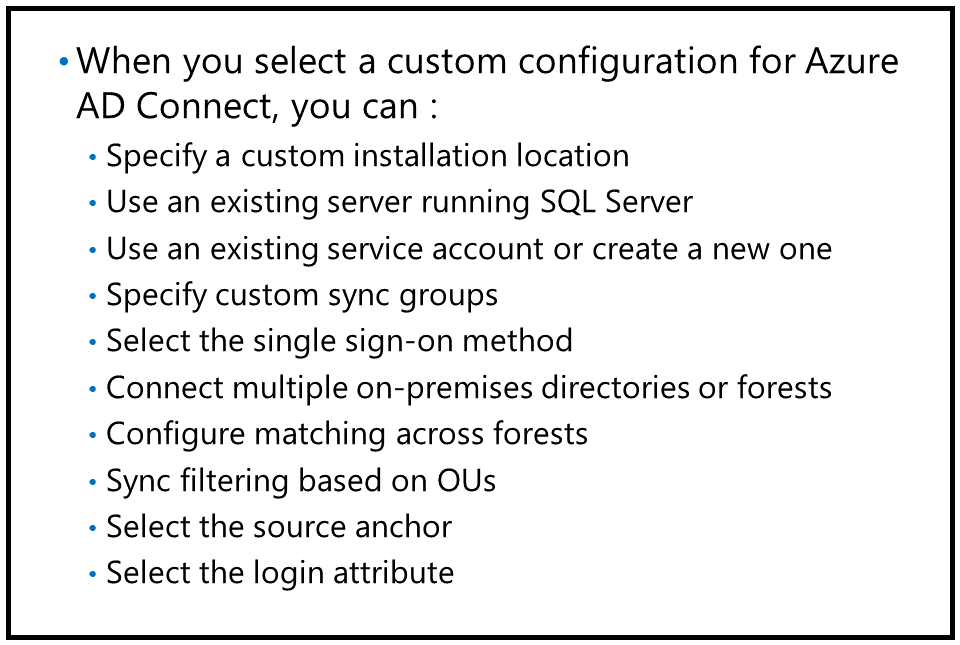 • When you select a custom configuration for Azure
AD Connect, you can :
• Specify a custom installation location
• Use an existing server running SQL Server
• Use an existing service account or create a new one
• Specify custom sync groups
• Select the single sign-on method
• Connect multiple on-premises directories or forests
• Configure matching across forests
• Sync filtering based on OUs
• Select the source anchor
• Select the login attribute